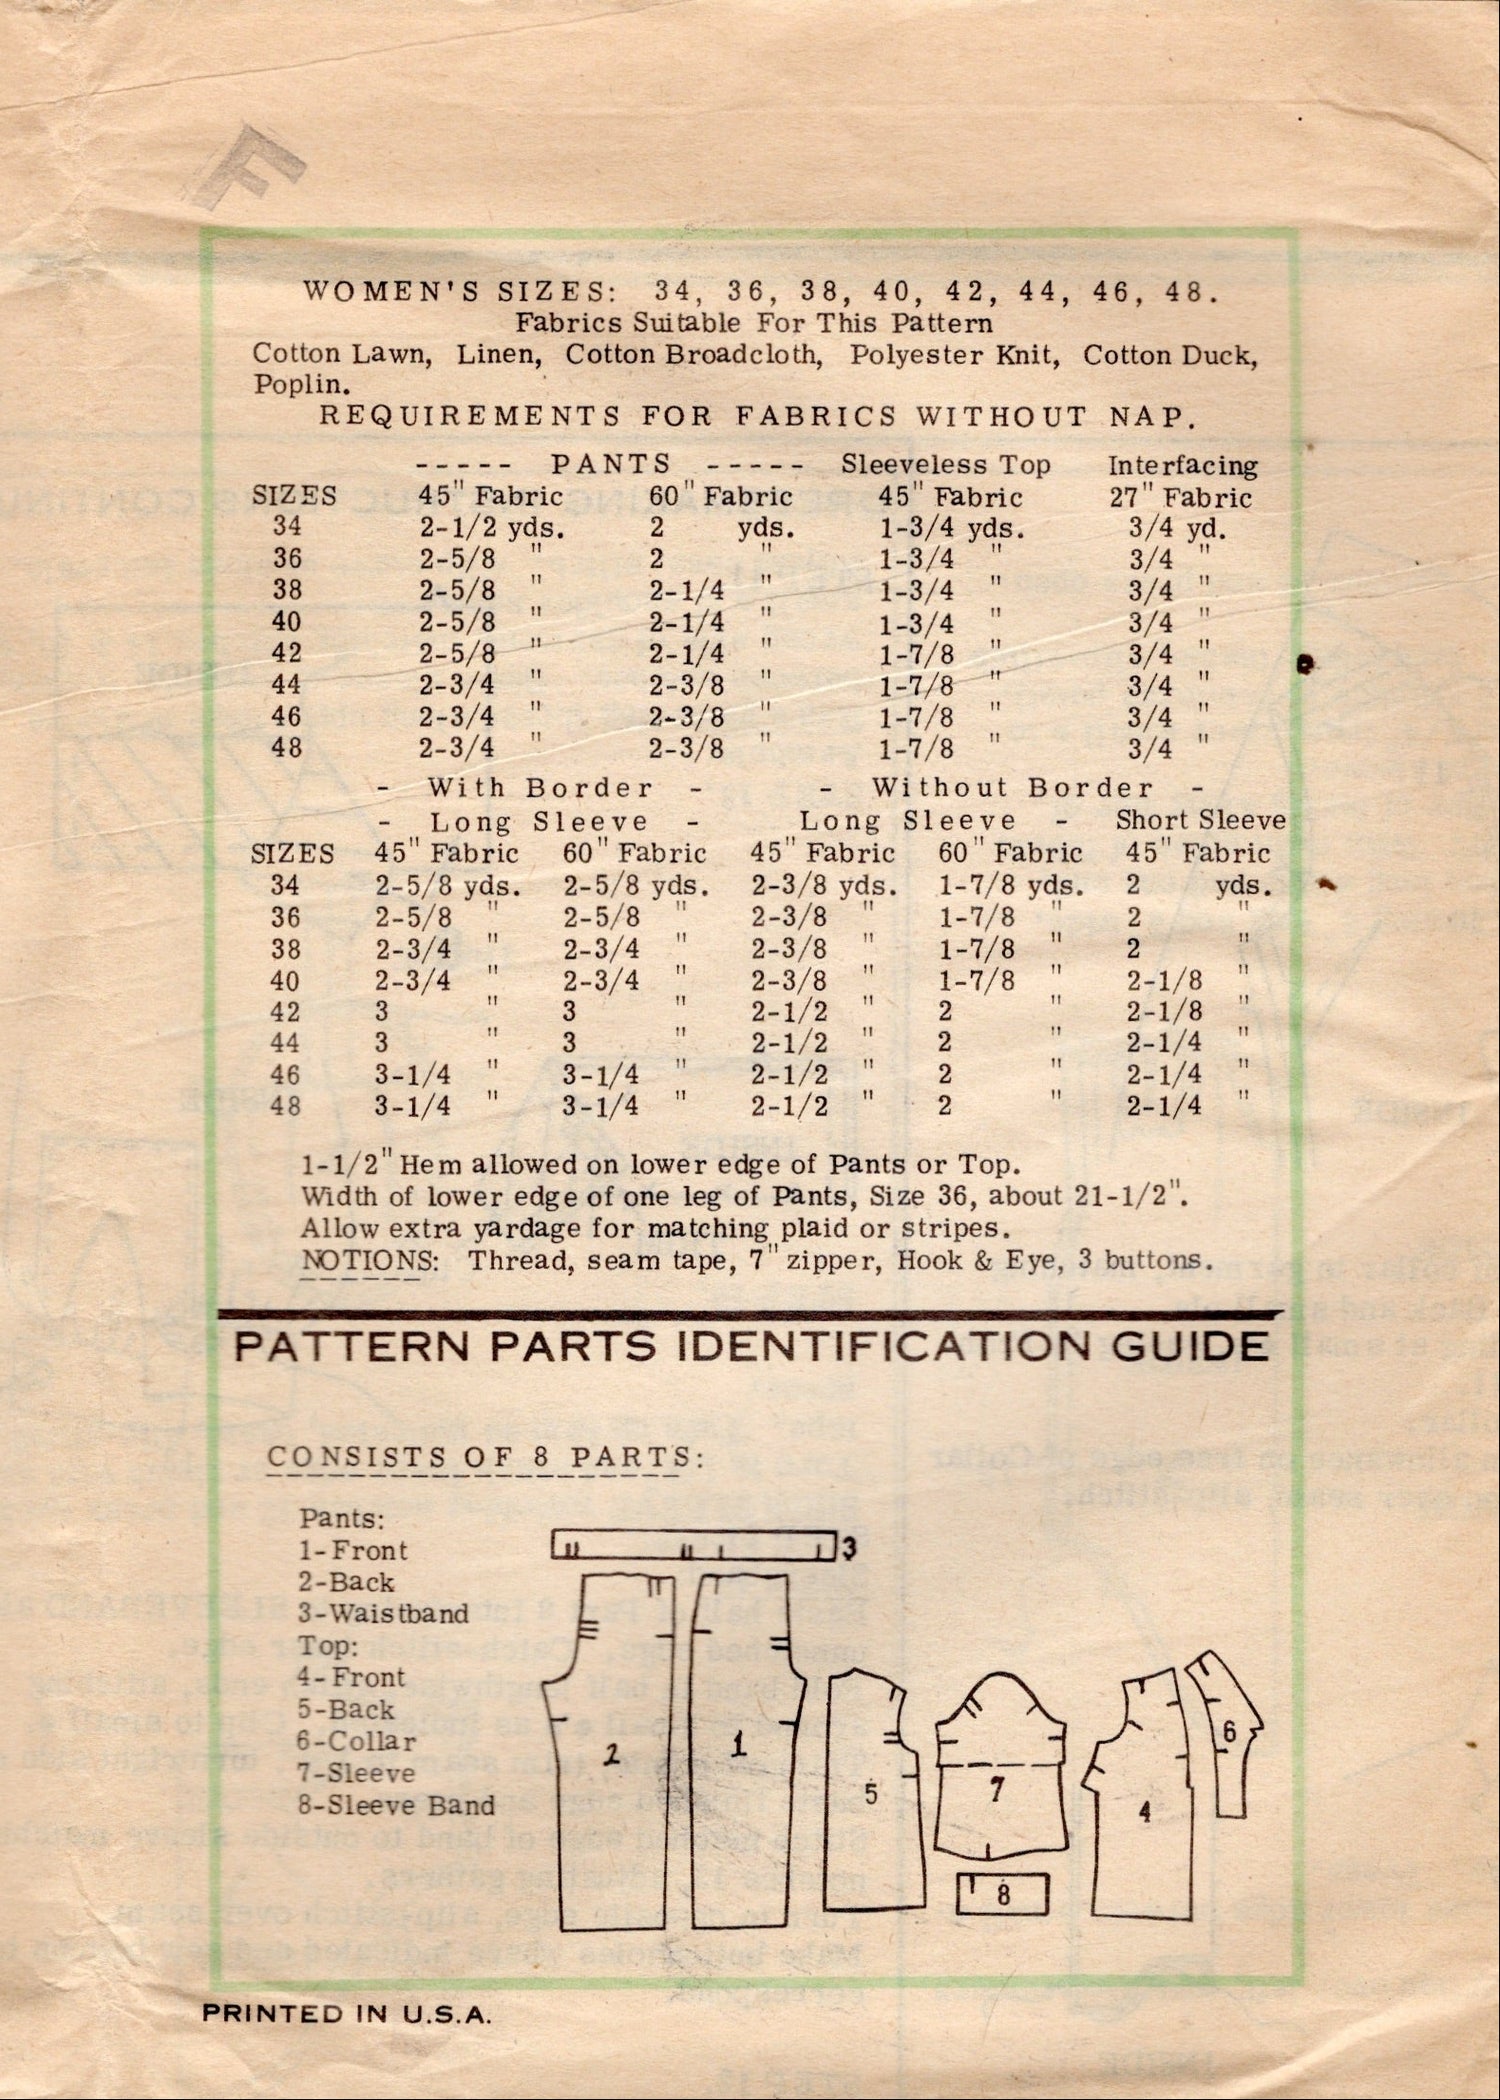 F
WOMEN'S SIZES: 34, 36, 38, 40, 42, 44, 46, 48.
Fabrics Suitable For This Pattern
Cotton Lawn, Linen, Cotton Broadcloth, Polyester Knit, Cotton Duck,
Poplin.
REQUIREMENTS FOR FABRICS WITHOUT NAP.
----- PANTS ----- Sleeveless Top Interfacing
SIZES 45" Fabric 60" Fabric 45" Fabric 27" Fabric
34 2-1/2 yds. 2 yds. 1-3/4 yds. 3/4 yd.
36 2-5/8 " 2 " 1-3/4 " 3/4 "
38 2-5/8 " 2-1/4 " 1-3/4 " 3/4 "
40 2-5/8 " 2-1/4 " 1-3/4 " 3/4 "
42 2-5/8 " 2-1/4 " 1-7/8 " 3/4 "
44 2-3/4 " 2-3/8 " 1-7/8 " 3/4 "
46 2-3/4 " 2-3/8 " 1-7/8 " 3/4 "
48 2-3/4 " 2-3/8 " 1-7/8 " 3/4 "
- With Border - - Without Border -
- Long Sleeve - Long Sleeve - Short Sleeve
SIZES 45" Fabric 60" Fabric 45" Fabric 60" Fabric 45" Fabric
34 2-5/8 yds. 2-5/8 yds. 2-3/8 yds. 1-7/8 yds. 2 yds.
36 2-5/8 " 2-5/8 " 2-3/8 " 1-7/8 " 2 "
38 2-3/4 " 2-3/4 " 2-3/8 " 1-7/8 " 2 "
40 2-3/4 " 2-3/4 " 2-3/8 " 1-7/8 " 2-1/8 "
42 3 " 3 " 2-1/2 " 2 " 2-1/8 "
44 3 " 3 " 2-1/2 " 2 " 2-1/4 "
46 3-1/4 " 3-1/4 " 2-1/2 " 2 " 2-1/4 "
48 3-1/4 " 3-1/4 " 2-1/2 " 2 " 2-1/4 "
1-1/2" Hem allowed on lower edge of Pants or Top.
Width of lower edge of one leg of Pants, Size 36, about 21-1/2".
Allow extra yardage for matching plaid or stripes.
NOTIONS: Thread, seam tape, 7" zipper, Hook & Eye, 3 buttons.
PATTERN PARTS IDENTIFICATION GUIDE
CONSISTS OF 8 PARTS:
Pants:
1-Front
2-Back
3-Waistband
Top:
4-Front
5-Back
6-Collar
7-Sleeve
8-Sleeve Band
3
2
1
5
7
8
4
6
PRINTED IN U.S.A.